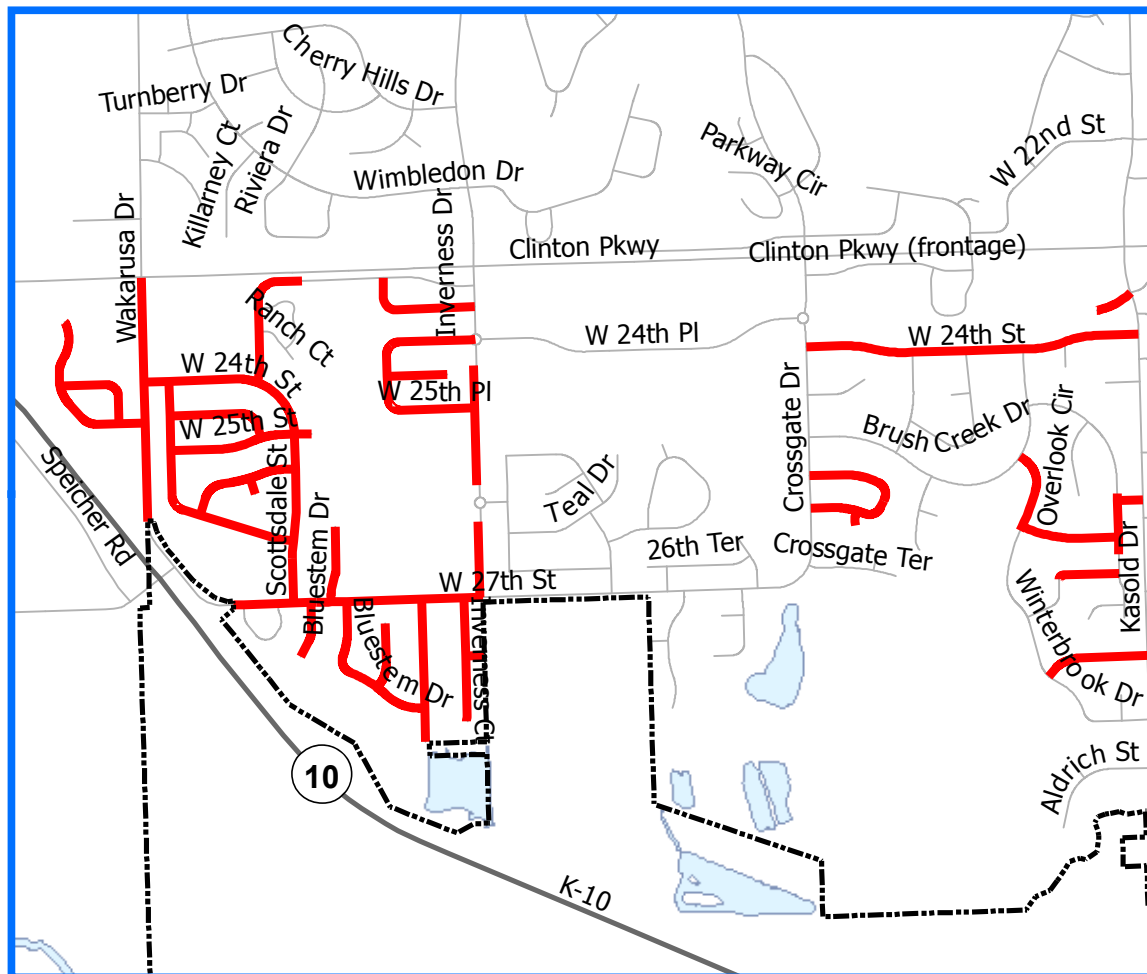 Cherry Hills Dr
Turnberry Dr
Killarney Ct
Riviera Dr
Wimbledon Dr
Parkway Cir
W 22nd St
Wakarusa Dr
Inverness Dr
Clinton Pkwy
Clinton Pkwy (frontage)
Ranch Ct
W 24th Pl
W 24th St
W 24th St
W 25th Pl
W 25th St
Crossgate Dr
Brush Creek Dr
Overlook Cir
Speicher Rd
Scottsdale St
Teal Dr
Bluestem Dr
26th Ter
Crossgate Ter
Kasold Dr
W 27th St
Bluestem Dr
Inverness Ct
Winterbrook Dr
10
Aldrich St
K-10